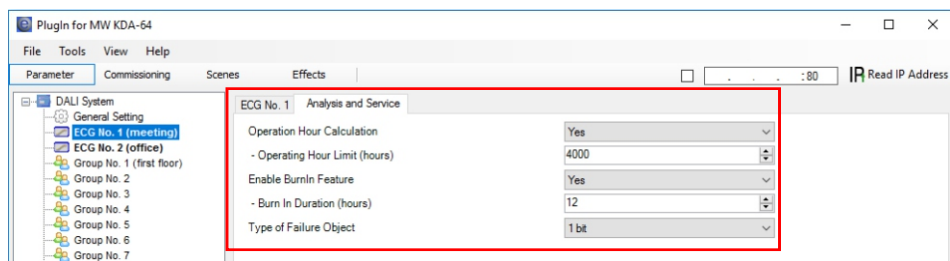 PlugIn for MW KDA-64
File Tools View Help
Parameter Commissioning Scenes Effects . . . :80 IP Read IP Address
DALI System
General Setting
ECG No. 1 (meeting)
ECG No. 2 (office)
Group No. 1 (first floor)
Group No. 2
Group No. 3
Group No. 4
Group No. 5
Group No. 6
Group No. 7
ECG No. 1 Analysis and Service
Operation Hour Calculation Yes
- Operating Hour Limit (hours) 4000
Enable BurnIn Feature Yes
- Burn In Duration (hours) 12
Type of Failure Object 1 bit